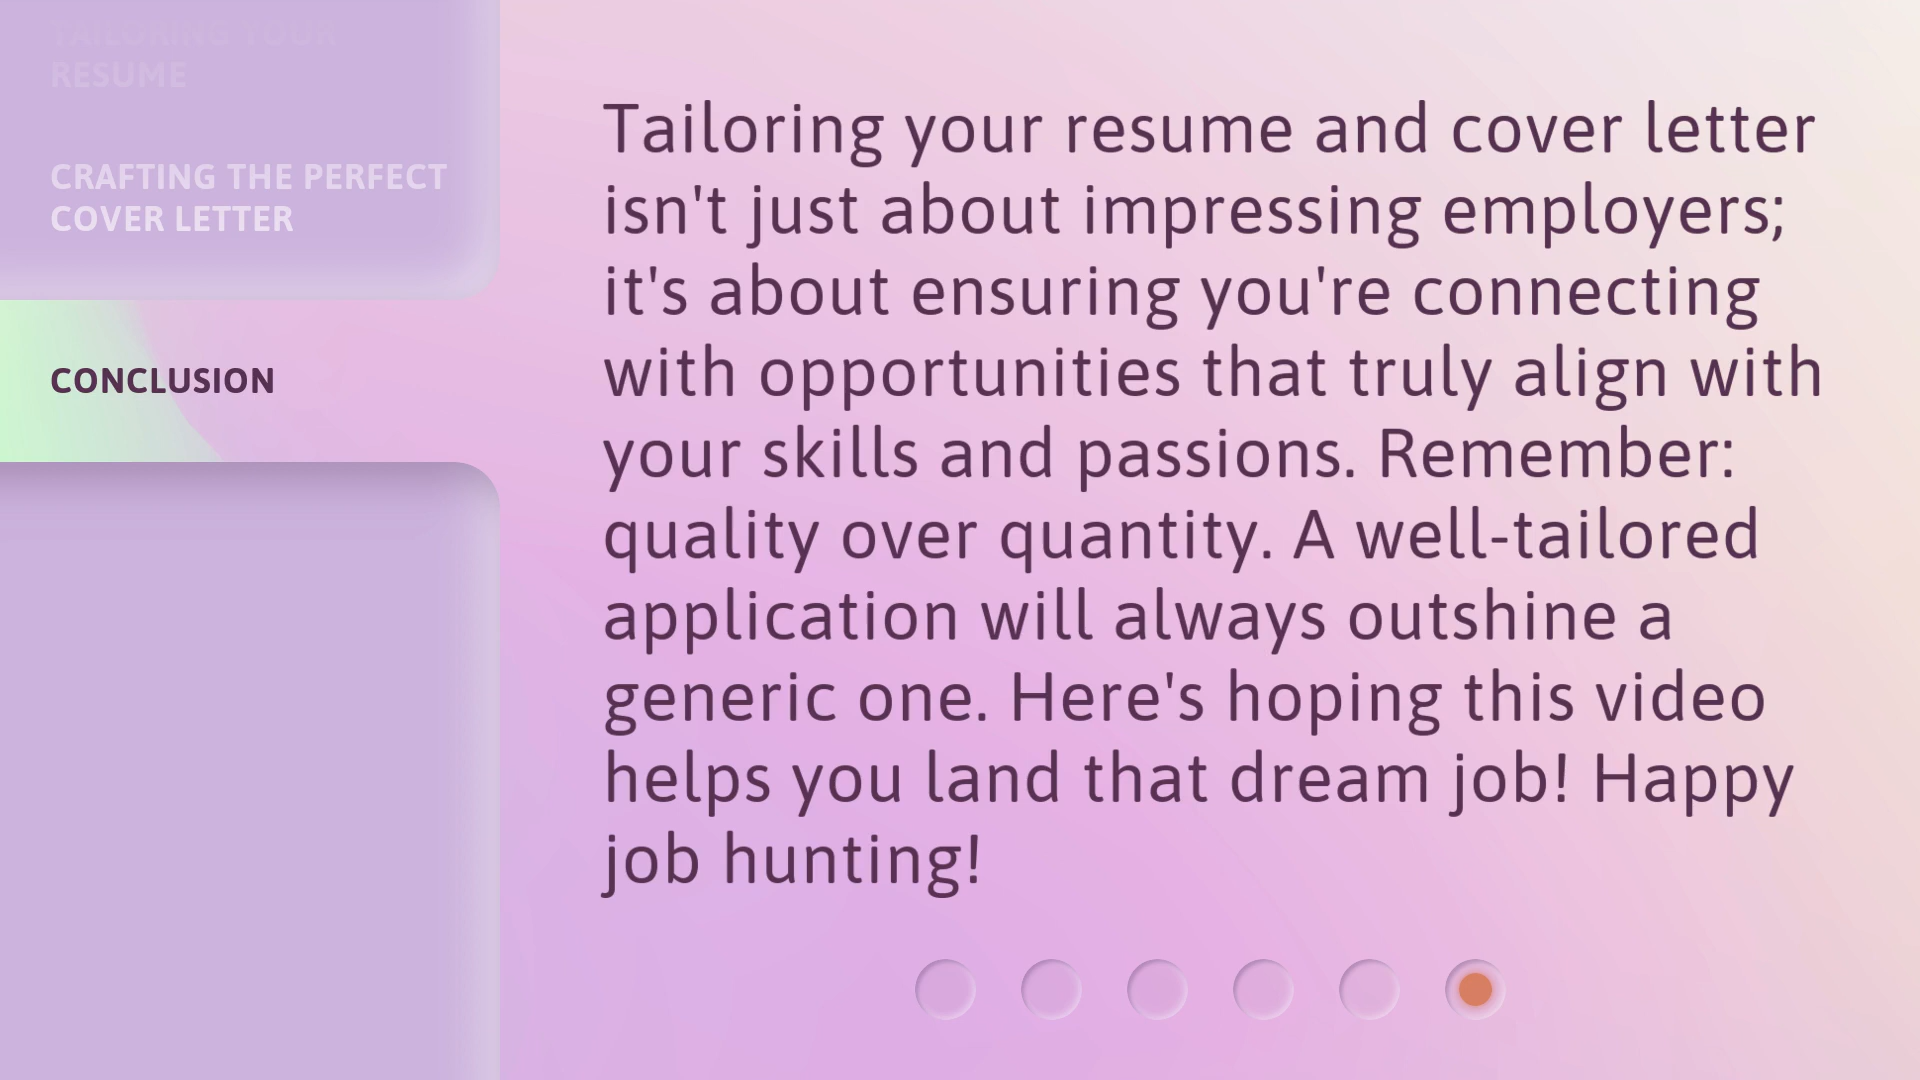 TAILORING YOUR
RESUME
CRAFTING THE PERFECT
COVER LETTER
CONCLUSION
Tailoring your resume and cover letter
isn't just about impressing employers;
it's about ensuring you're connecting
with opportunities that truly align with
your skills and passions. Remember:
quality over quantity. A well-tailored
application will always outshine a
generic one. Here's hoping this video
helps you land that dream job! Happy
job hunting!